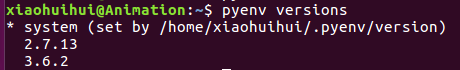 xiaohuihui@Animation:~$ pyenv versions
* system (set by /home/xiaohuihui/.pyenv/version)
  2.7.13
  3.6.2